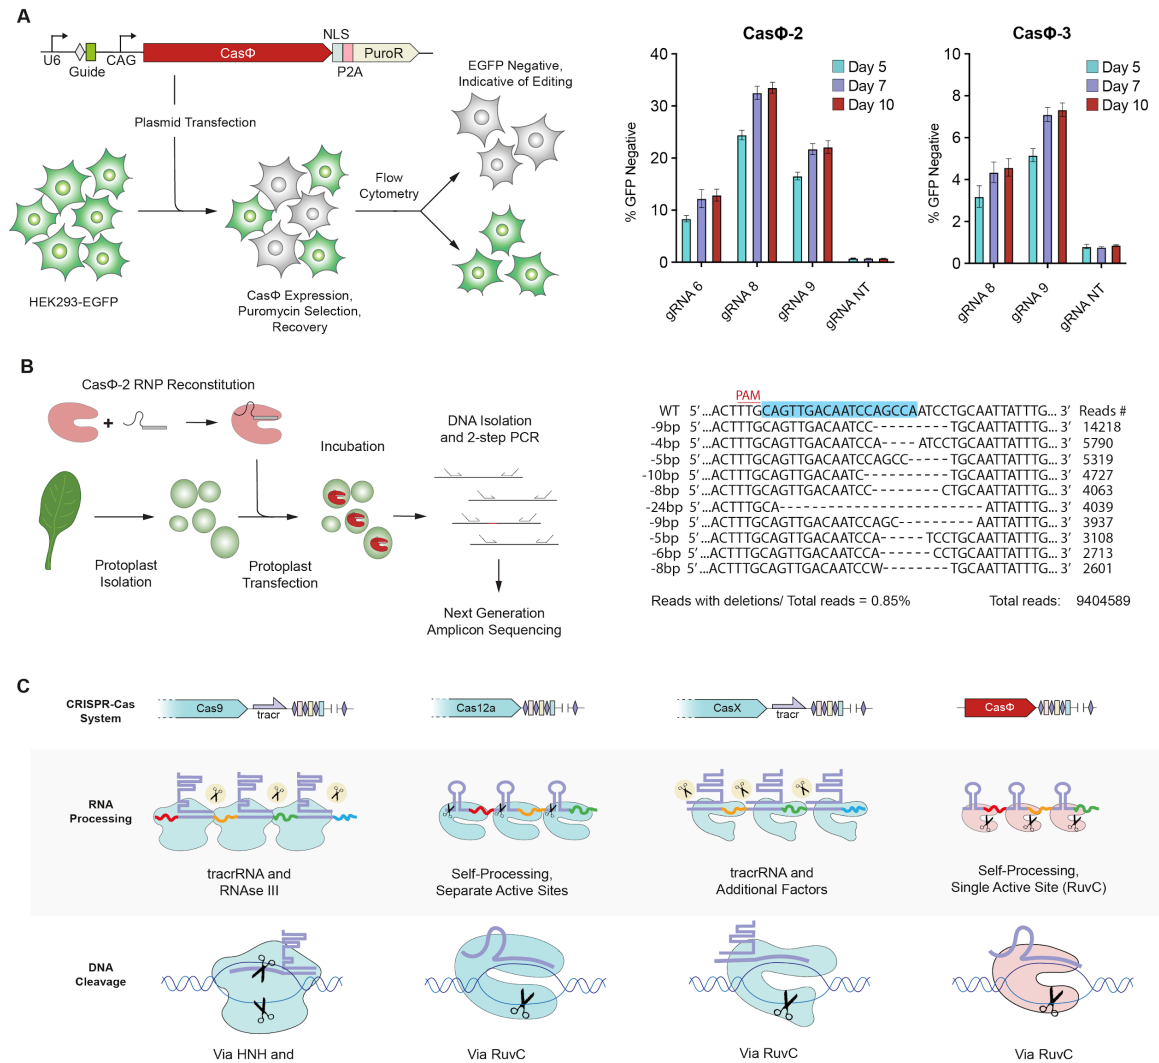 A
U6
Guide
CAG
CasΦ
NLS
P2A
PuroR
Plasmid Transfection
EGFP Negative,
Indicative of Editing
Flow
Cytometry
HEK293-EGFP
CasΦ Expression,
Puromycin Selection,
Recovery
CasΦ-2
Day 5
Day 7
Day 10
% GFP Negative
40
30
20
10
0
gRNA 6
gRNA 8
gRNA 9
gRNA NT
CasΦ-3
Day 5
Day 7
Day 10
% GFP Negative
10
8
6
4
2
0
gRNA 8
gRNA 9
gRNA NT
B
CasΦ-2 RNP Reconstitution
+
Incubation
DNA Isolation
and 2-step PCR
Protoplast
Isolation
Protoplast
Transfection
Next Generation
Amplicon Sequencing
PAM
WT 5’...ACTTTGCAGTTGACAATCCAGCCAATCCTGCAATTATTTG... 3’ Reads #
-9bp 5’...ACTTTGCAGTTGACAATCC---------TGCAATTATTTG... 3’ 14218
-4bp 5’...ACTTTGCAGTTGACAATCCA----ATCCTGCAATTATTTG... 3’ 5790
-5bp 5’...ACTTTGCAGTTGACAATCCAGCC-----TGCAATTATTTG... 3’ 5319
-10bp 5’...ACTTTGCAGTTGACAATC----------TGCAATTATTTG... 3’ 4727
-8bp 5’...ACTTTGCAGTTGACAATCC--------CTGCAATTATTTG... 3’ 4063
-24bp 5’...ACTTTGCA------------------------ATTATTTG... 3’ 4039
-9bp 5’...ACTTTGCAGTTGACAATCCAGC---------AATTATTTG... 3’ 3937
-5bp 5’...ACTTTGCAGTTGACAATCCA-----TCCTGCAATTATTTG... 3’ 3108
-6bp 5’...ACTTTGCAGTTGACAATCCA------CCTGCAATTATTTG... 3’ 2713
-8bp 5’...ACTTTGCAGTTGACAATCCW--------TGCAATTATTTG... 3’ 2601
Reads with deletions/ Total reads = 0.85% Total reads: 9404589
C
CRISPR-Cas
System
Cas9
tracr
Cas12a
CasX
tracr
CasΦ
RNA
Processing
tracrRNA and
RNAse III
Self-Processing,
Separate Active Sites
tracrRNA and
Additional Factors
Self-Processing,
Single Active Site (RuvC)
DNA
Cleavage
Via HNH and
Via RuvC
Via RuvC
Via RuvC